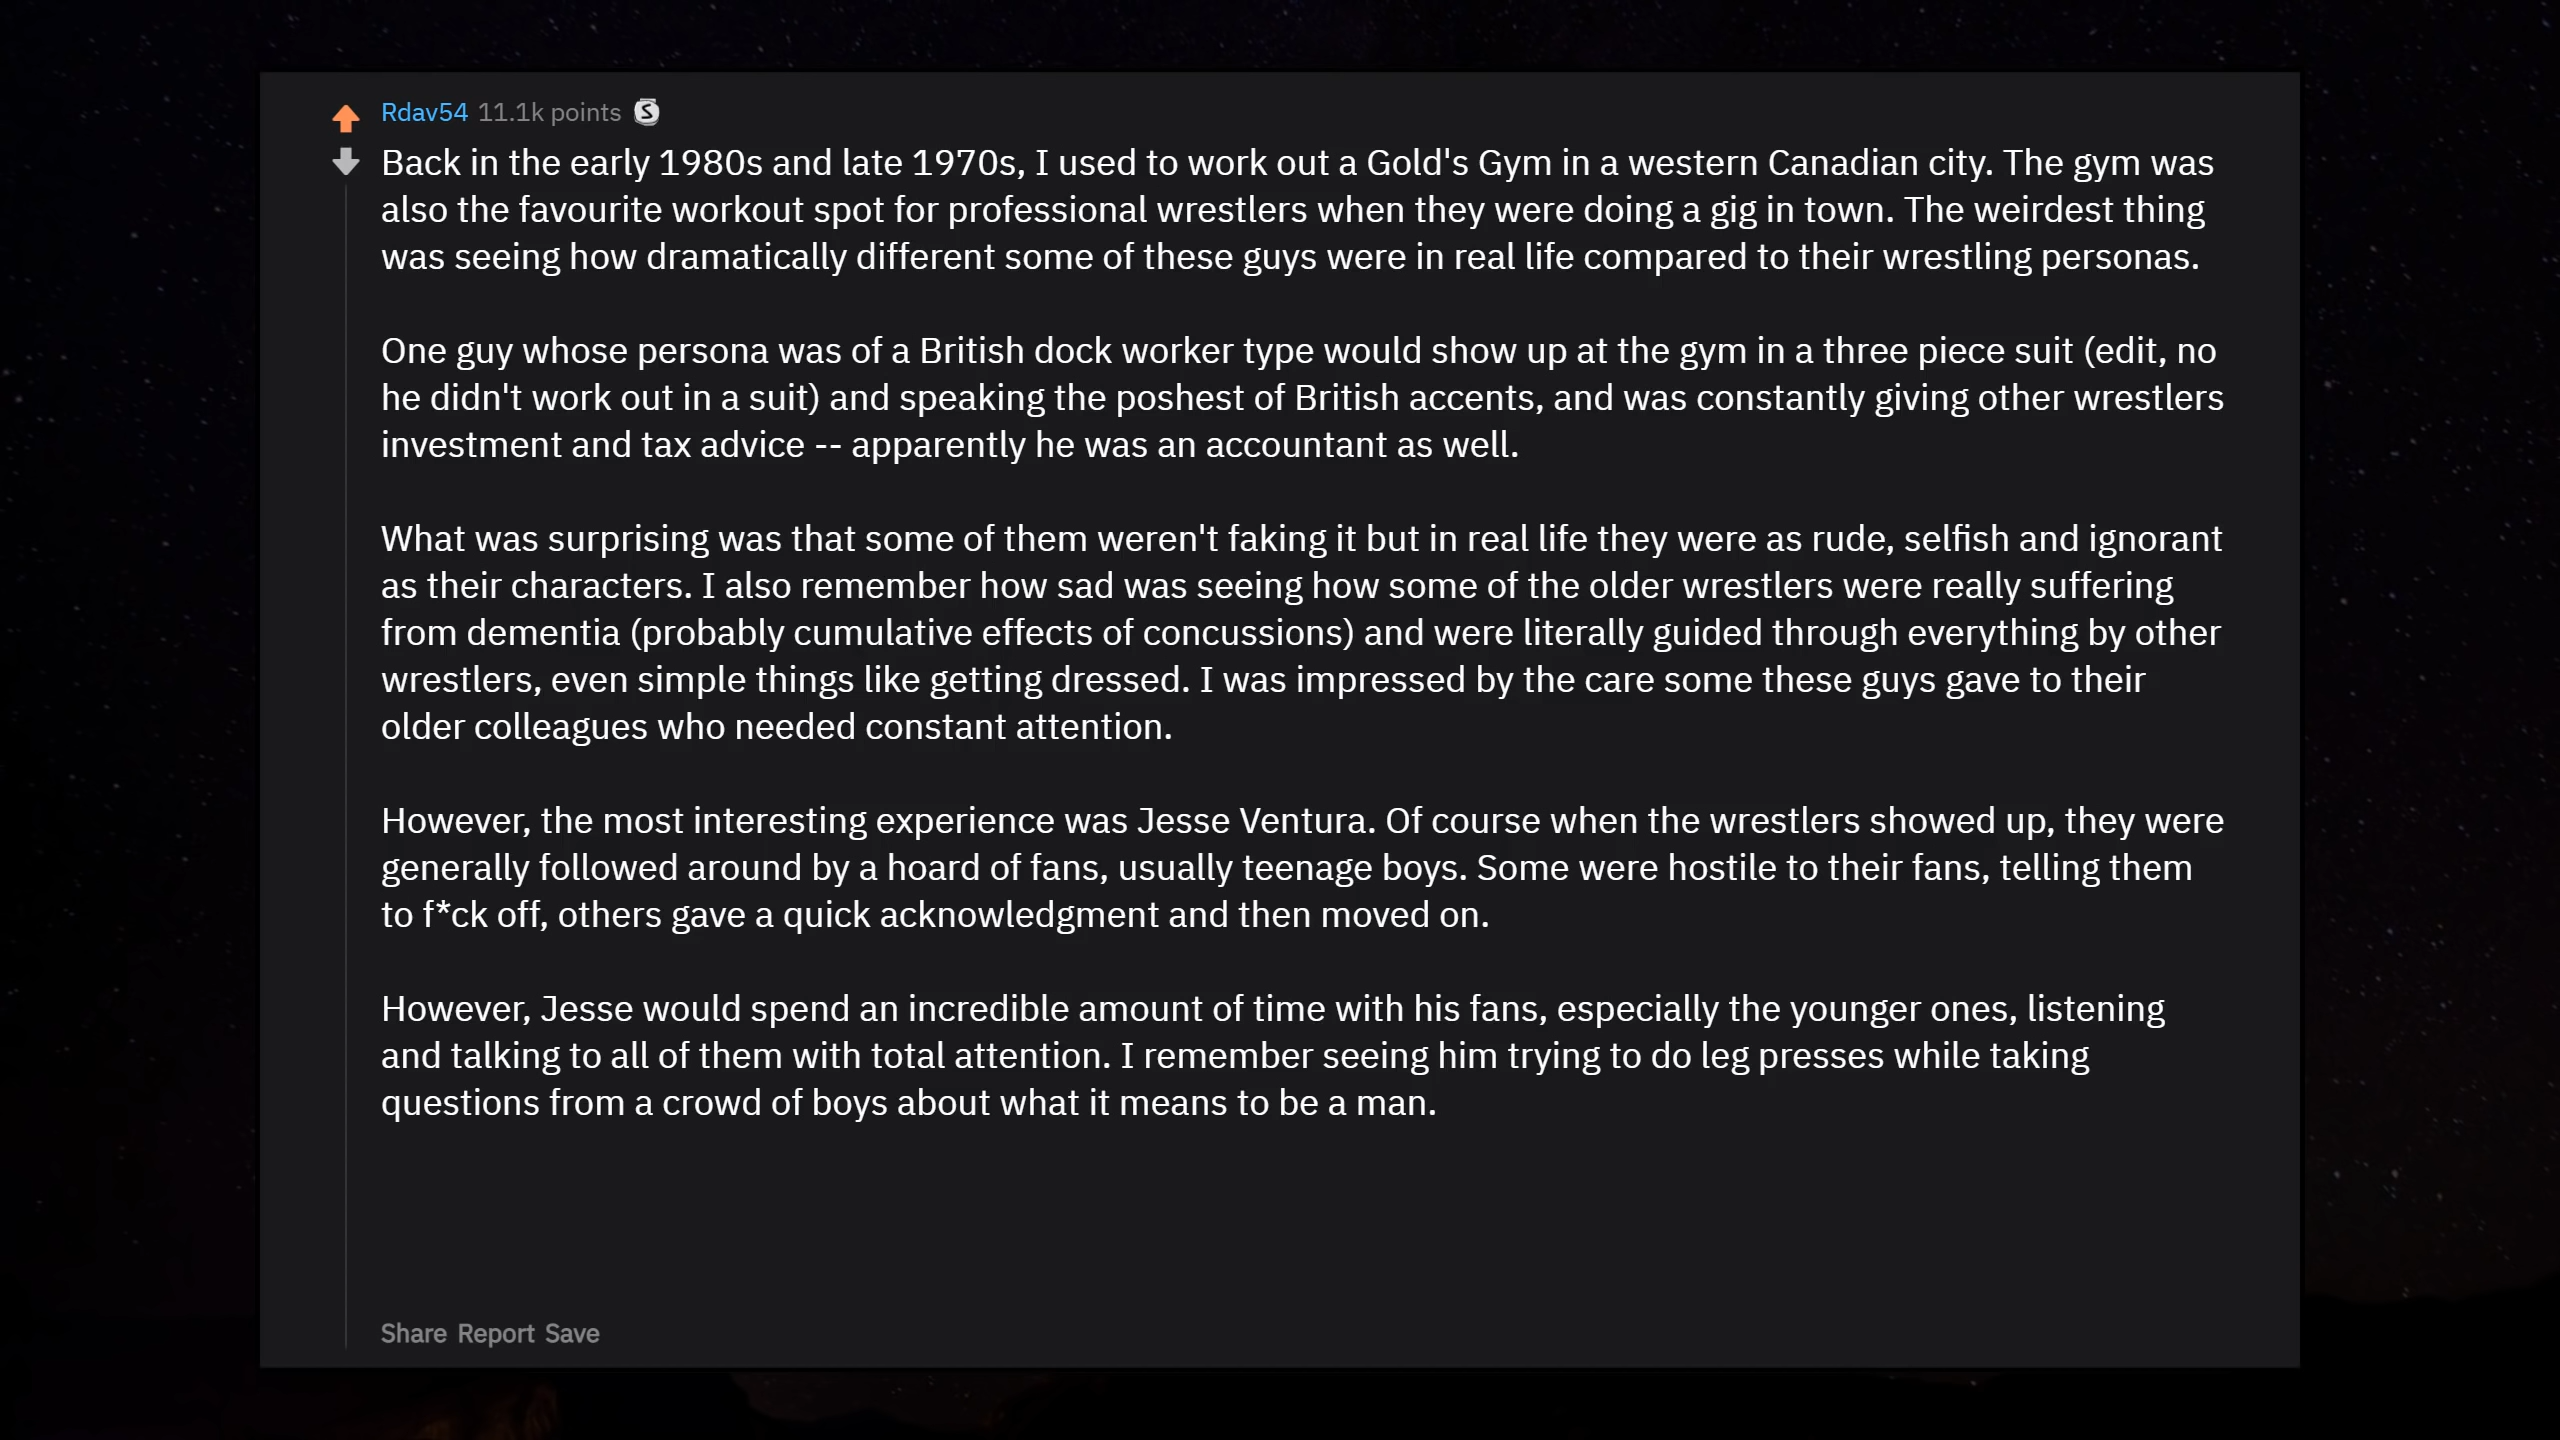 Rdav54 11.1k points S
Back in the early 1980s and late 1970s, I used to work out a Gold's Gym in a western Canadian city. The gym was
also the favourite workout spot for professional wrestlers when they were doing a gig in town. The weirdest thing
was seeing how dramatically different some of these guys were in real life compared to their wrestling personas.
One guy whose persona was of a British dock worker type would show up at the gym in a three piece suit (edit, no
he didn't work out in a suit) and speaking the poshest of British accents, and was constantly giving other wrestlers
investment and tax advice -- apparently he was an accountant as well.
What was surprising was that some of them weren't faking it but in real life they were as rude, selfish and ignorant
as their characters. I also remember how sad was seeing how some of the older wrestlers were really suffering
from dementia (probably cumulative effects of concussions) and were literally guided through everything by other
wrestlers, even simple things like getting dressed. I was impressed by the care some these guys gave to their
older colleagues who needed constant attention.
However, the most interesting experience was Jesse Ventura. Of course when the wrestlers showed up, they were
generally followed around by a hoard of fans, usually teenage boys. Some were hostile to their fans, telling them
to f*ck off, others gave a quick acknowledgment and then moved on.
However, Jesse would spend an incredible amount of time with his fans, especially the younger ones, listening
and talking to all of them with total attention. I remember seeing him trying to do leg presses while taking
questions from a crowd of boys about what it means to be a man.
Share Report Save